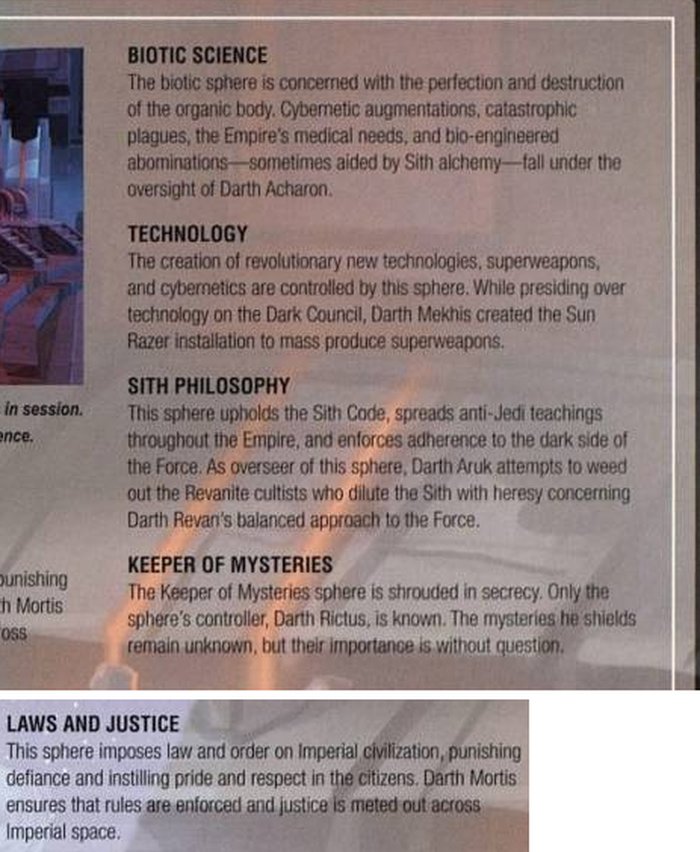 BIOTIC SCIENCE
The biotic sphere is concerned with the perfection and destruction
of the organic body. Cybernetic augmentations, catastrophic
plagues, the Empire's medical needs, and bio-engineered
abominations—sometimes aided by Sith alchemy—fall under the
oversight of Darth Acharon.
TECHNOLOGY
The creation of revolutionary new technologies, superweapons,
and cybernetics are controlled by this sphere. While presiding over
technology on the Dark Council, Darth Mekhis created the Sun
Razer installation to mass produce superweapons.
SITH PHILOSOPHY
This sphere upholds the Sith Code, spreads anti-Jedi teachings
throughout the Empire, and enforces adherence to the dark side of
the Force. As overseer of this sphere, Darth Aruk attempts to weed
out the Revanite cultists who dilute the Sith with heresy concerning
Darth Revan's balanced approach to the Force.
KEEPER OF MYSTERIES
The Keeper of Mysteries sphere is shrouded in secrecy. Only the
sphere's controller, Darth Rictus, is known. The mysteries he shields
remain unknown, but their importance is without question.
in session.
ence.
punishing
h Mortis
oss
LAWS AND JUSTICE
This sphere imposes law and order on Imperial civilization, punishing
defiance and instilling pride and respect in the citizens. Darth Mortis
ensures that rules are enforced and justice is meted out across
Imperial space.